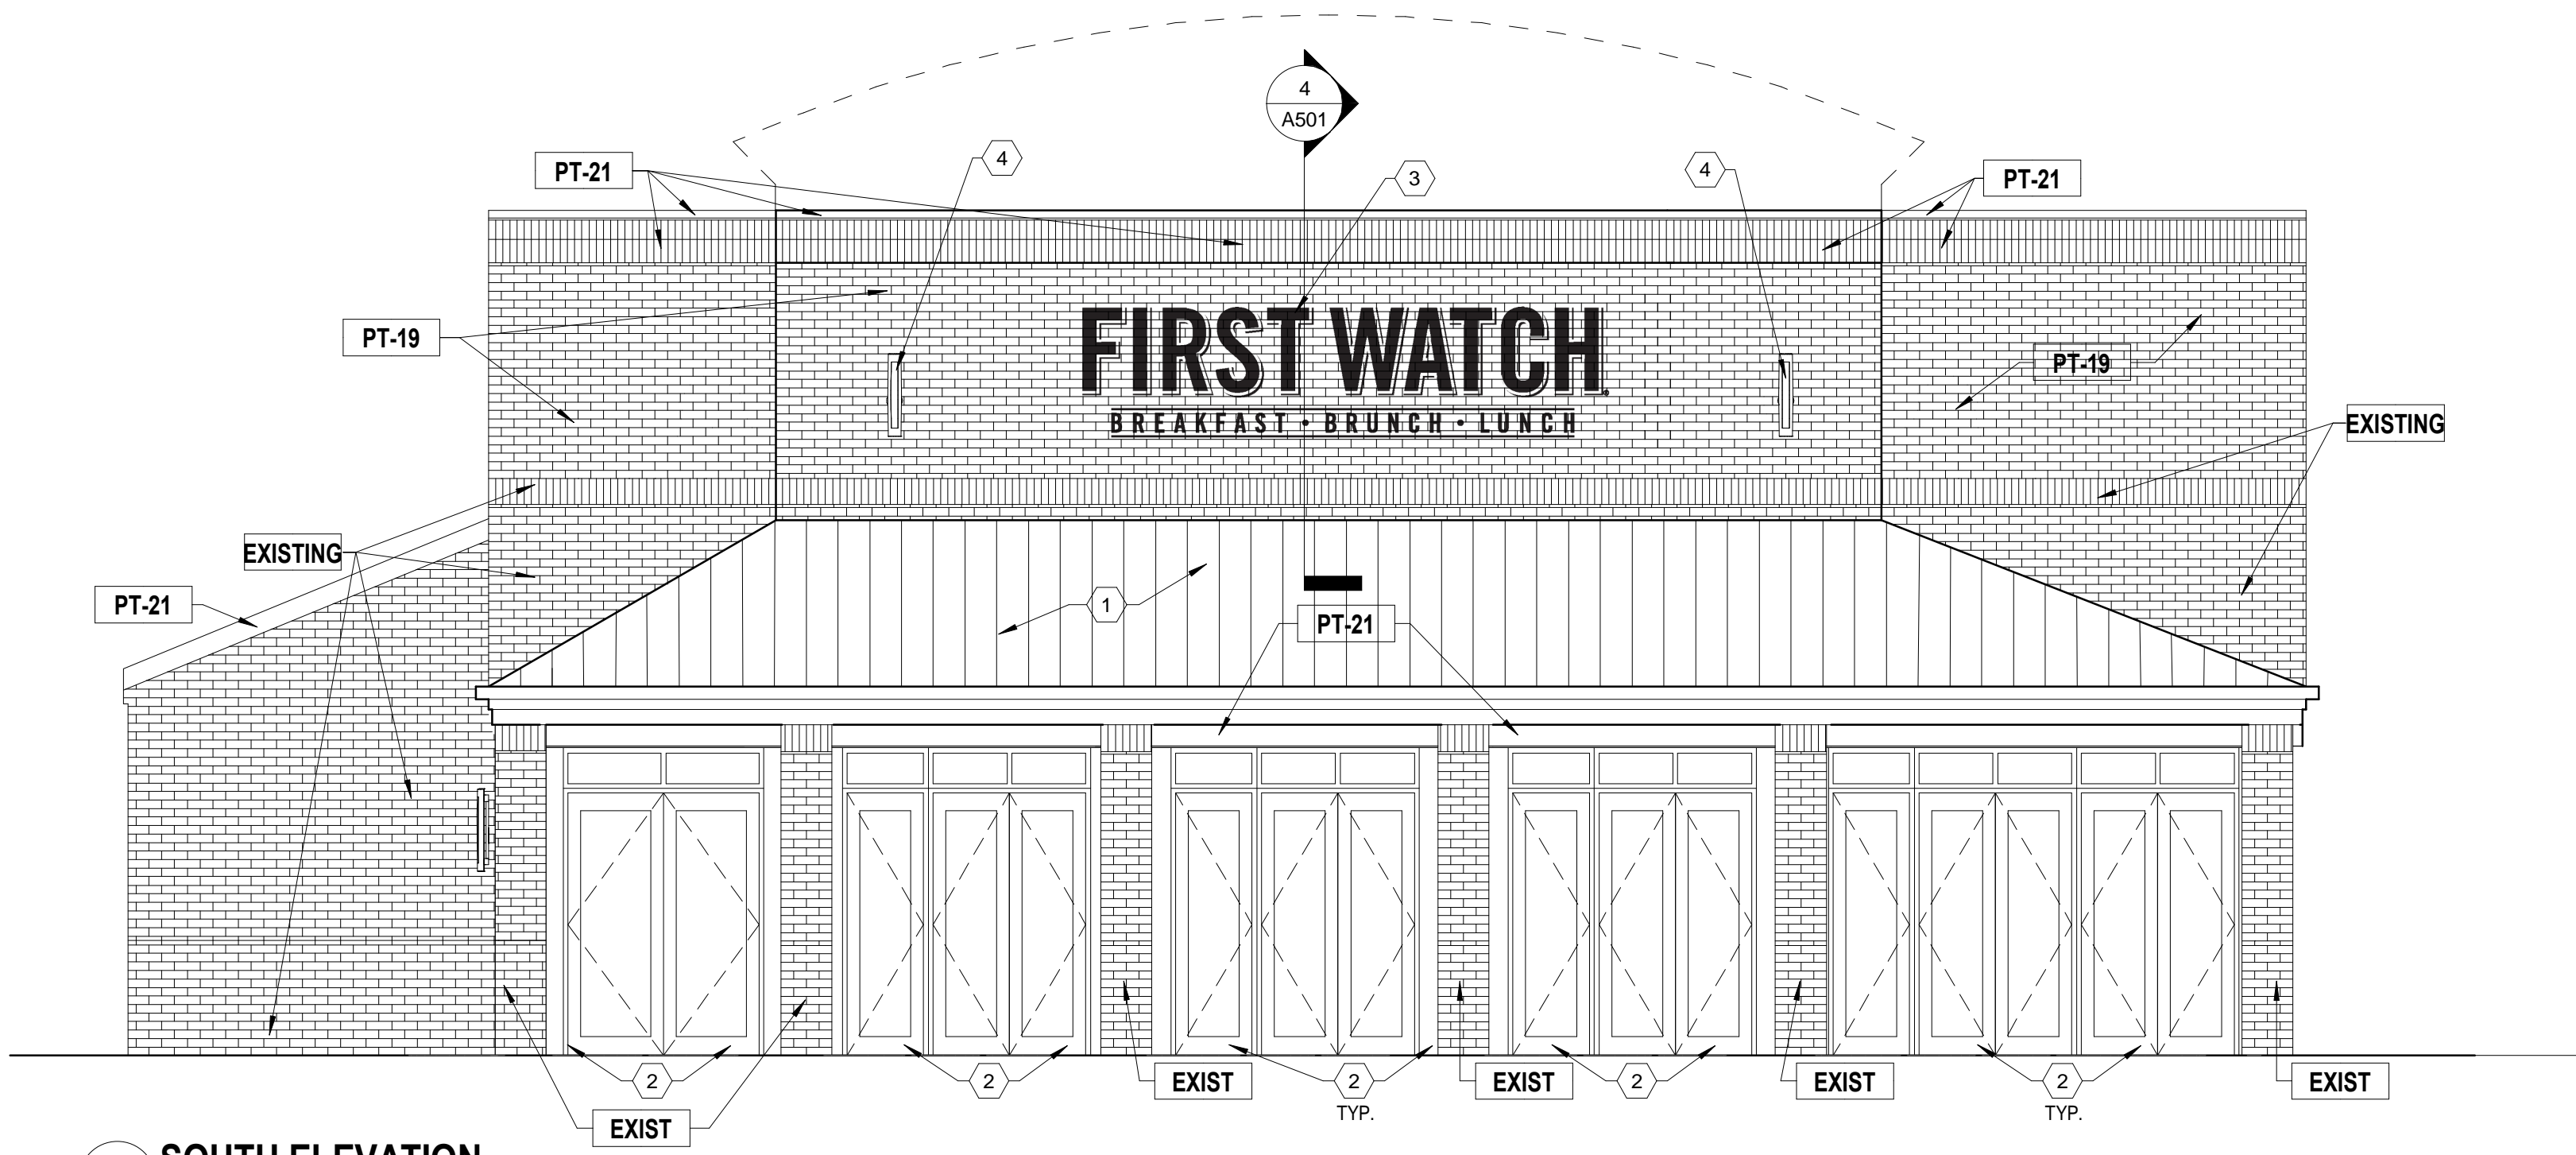 4
A501
4
3
4
PT-21
PT-21
PT-19
FIRST WATCH®
BREAKFAST • BRUNCH • LUNCH
PT-19
EXISTING
EXISTING
PT-21
1
PT-21
2
2
EXIST
2
TYP.
EXIST
2
EXIST
2
TYP.
EXIST
EXIST
SOUTH ELEVATION